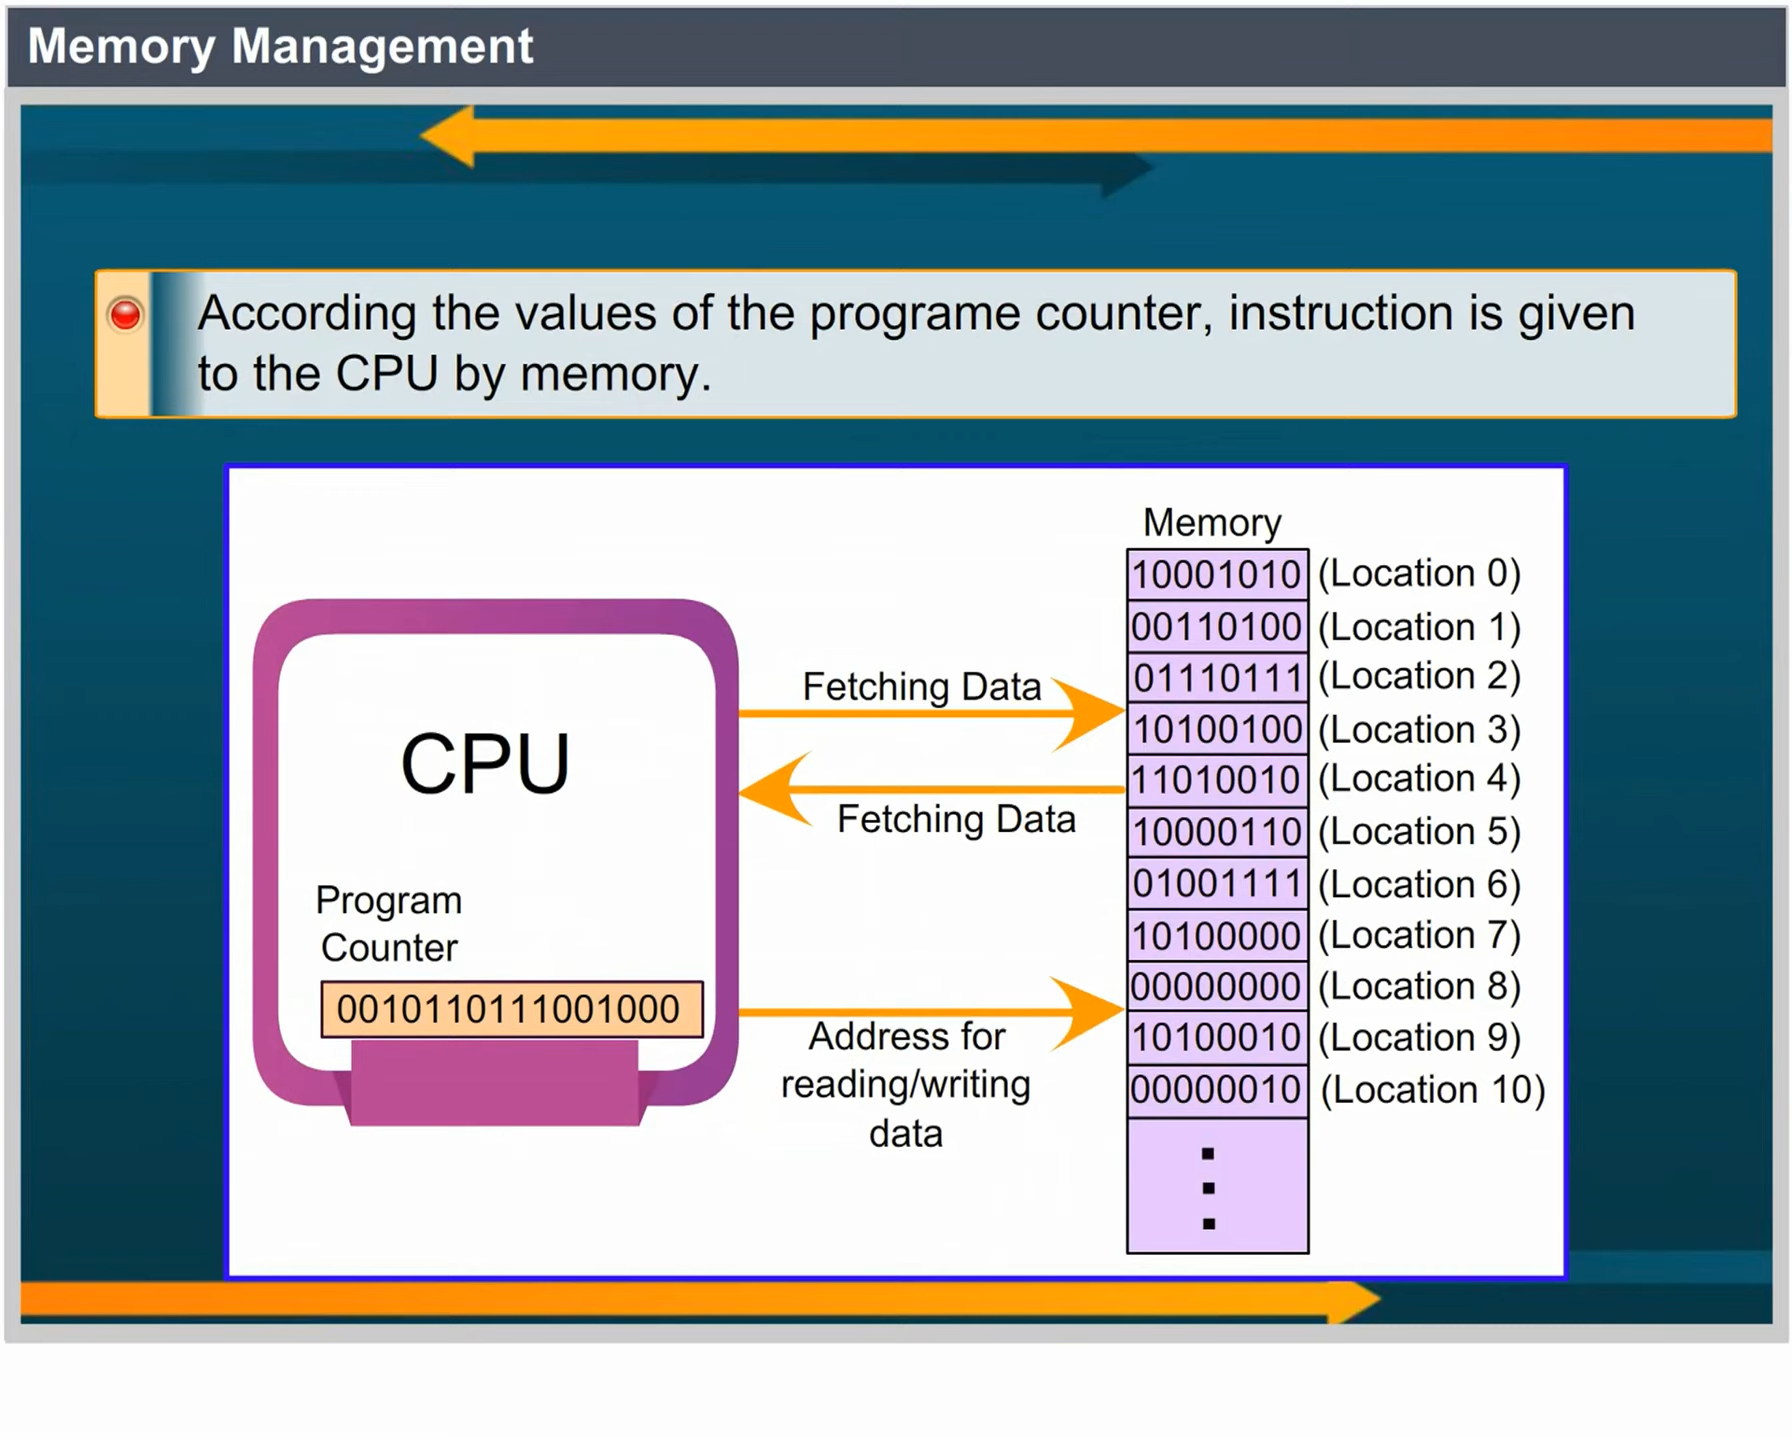 Memory Management
According the values of the programe counter, instruction is given
to the CPU by memory.
Memory
10001010 (Location 0)
00110100 (Location 1)
01110111 (Location 2)
10100100 (Location 3)
11010010 (Location 4)
10000110 (Location 5)
01001111 (Location 6)
10100000 (Location 7)
00000000 (Location 8)
10100010 (Location 9)
00000010 (Location 10)
Fetching Data
Fetching Data
CPU
Program
Counter
0010110111001000
Address for
reading/writing
data